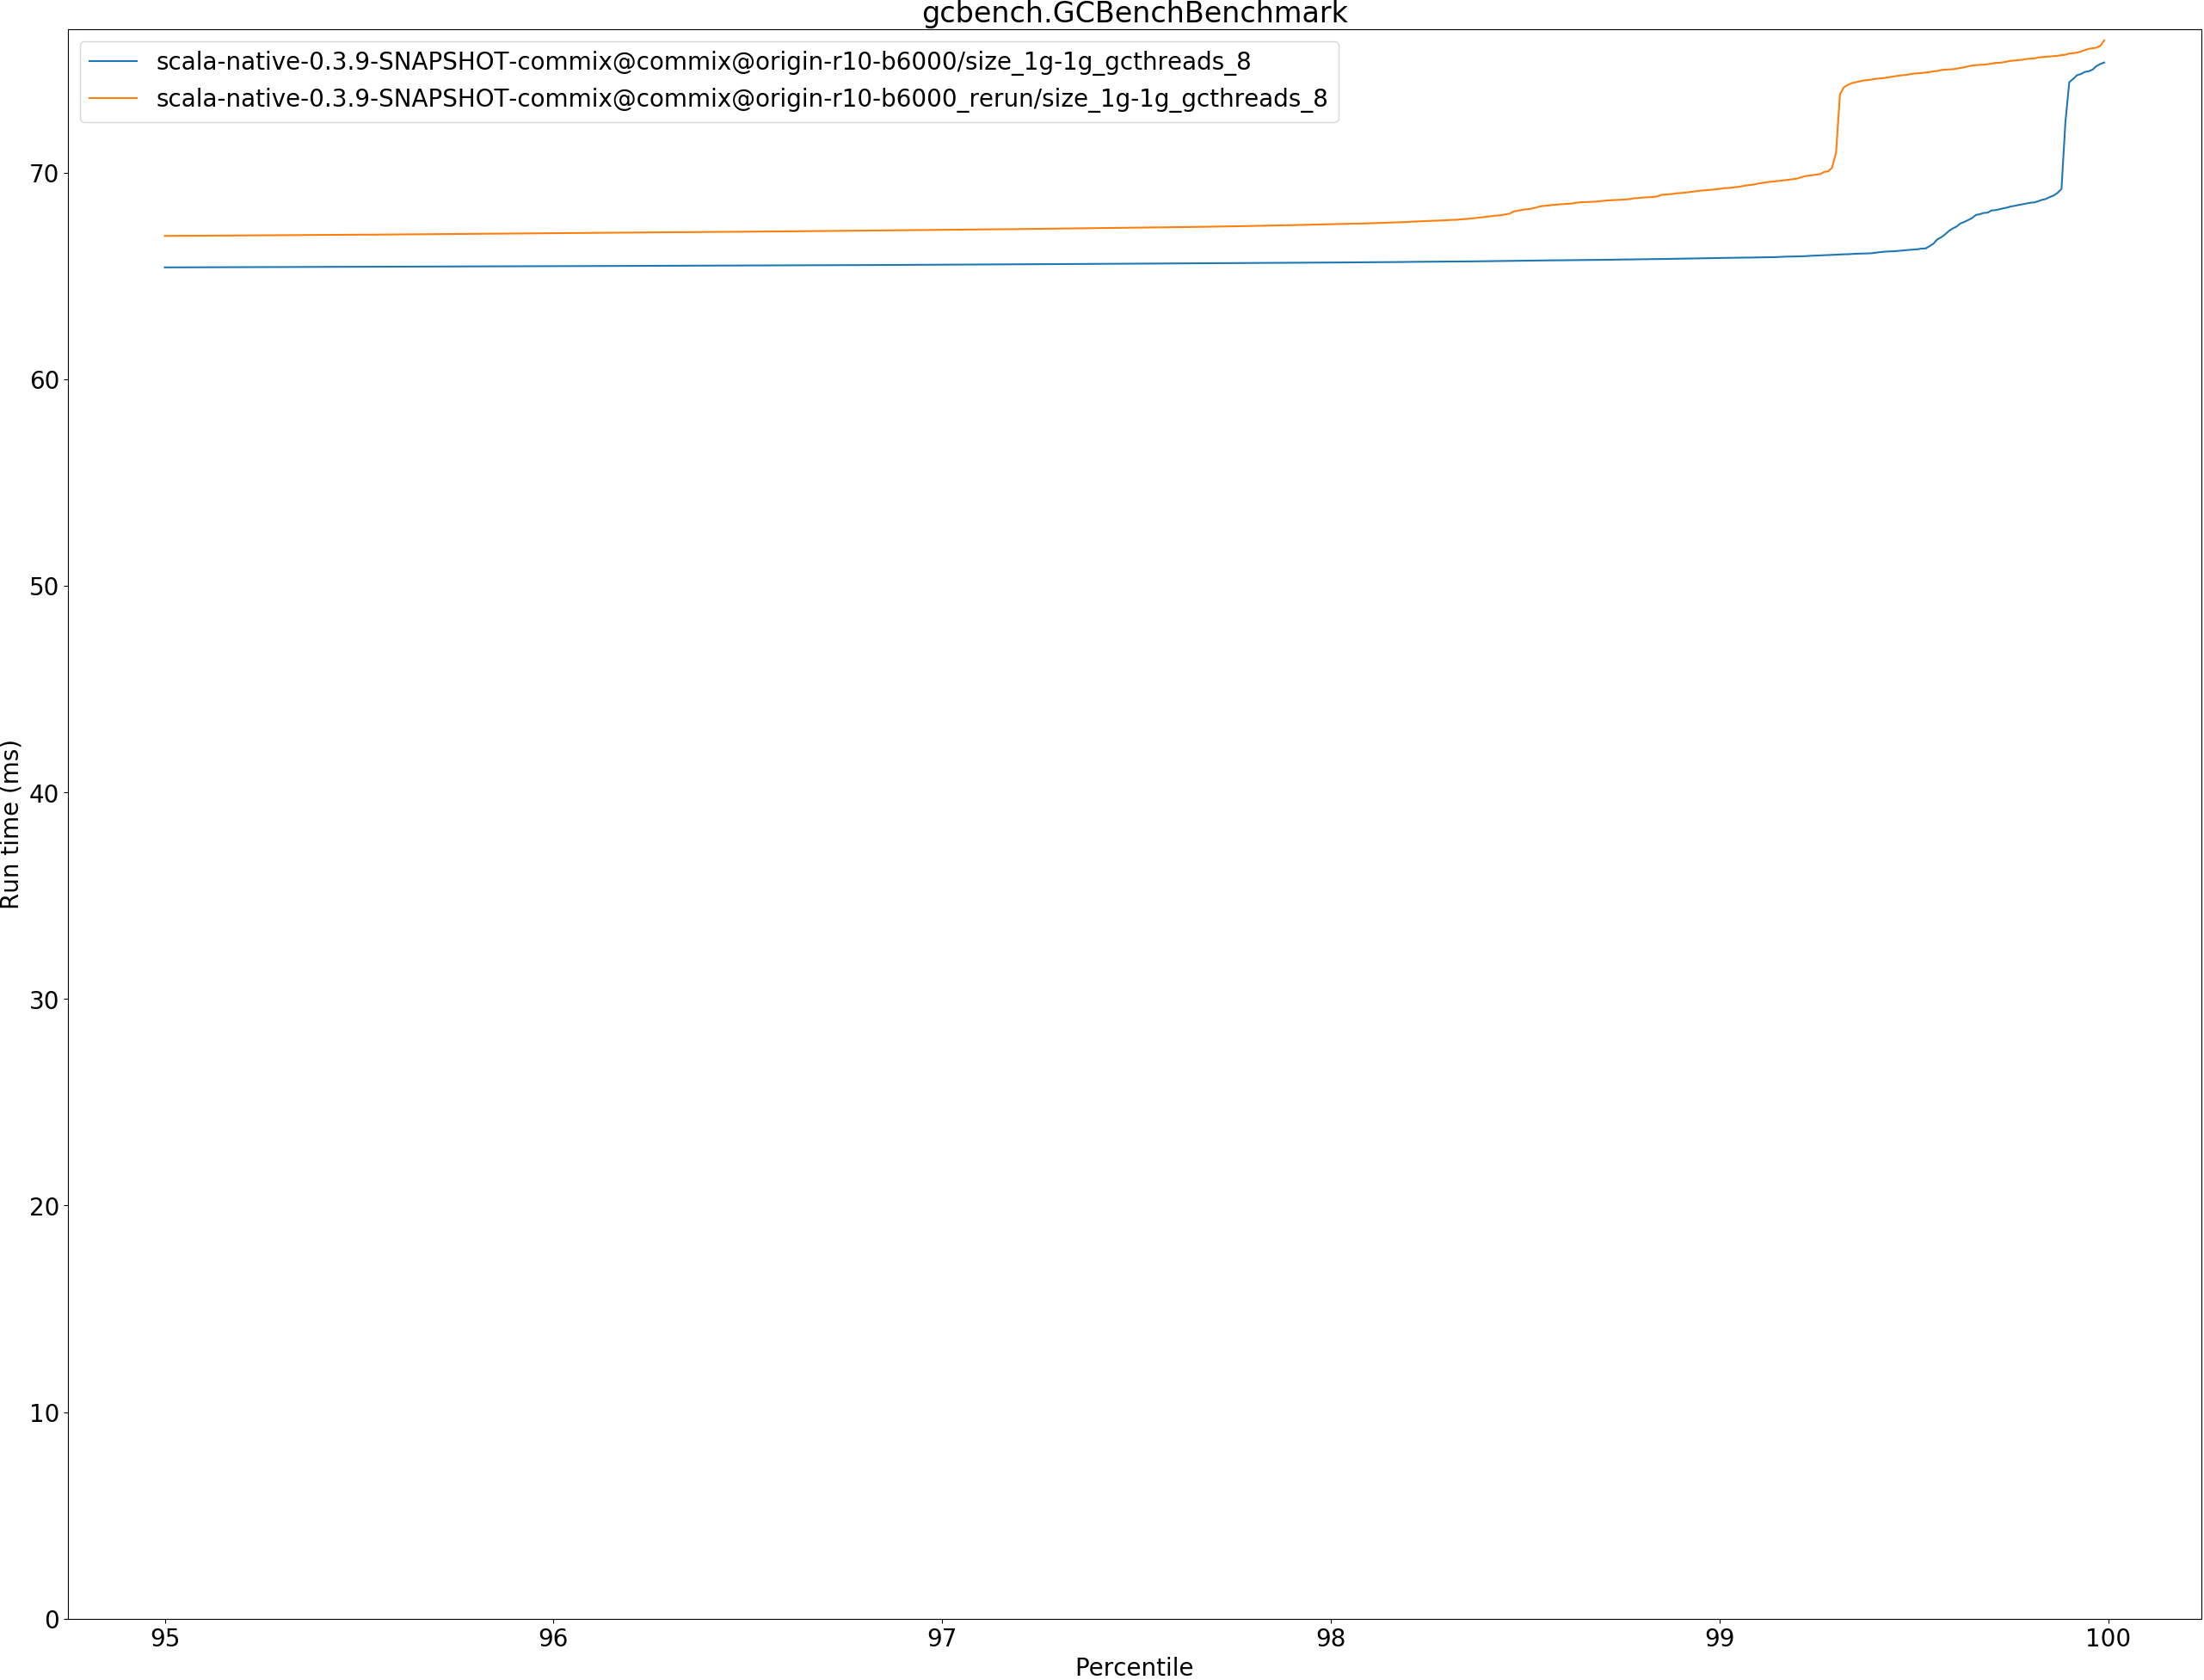 gcbench.GCBenchBenchmark
scala-native-0.3.9-SNAPSHOT-commix@commix@origin-r10-b6000/size_1g-1g_gcthreads_8
scala-native-0.3.9-SNAPSHOT-commix@commix@origin-r10-b6000_rerun/size_1g-1g_gcthreads_8
70
60
50
40
30
20
10
0
Run time (ms)
95 96 97 98 99 100
Percentile